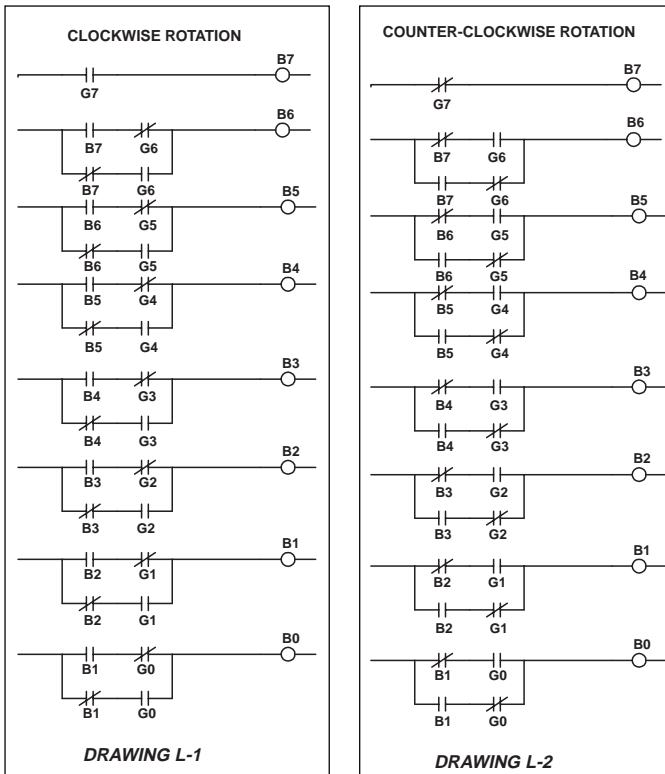 CLOCKWISE ROTATION
B7
G7
B6
B7 G6
B7 G6
B5
B6 G5
B6 G5
B4
B5 G4
B5 G4
B3
B4 G3
B4 G3
B2
B3 G2
B3 G2
B1
B2 G1
B2 G1
B0
B1 G0
B1 G0
DRAWING L-1
COUNTER-CLOCKWISE ROTATION
B7
G7
B6
B7 G6
B7 G6
B5
B6 G5
B6 G5
B4
B5 G4
B5 G4
B3
B4 G3
B4 G3
B2
B3 G2
B3 G2
B1
B2 G1
B2 G1
B0
B1 G0
B1 G0
DRAWING L-2